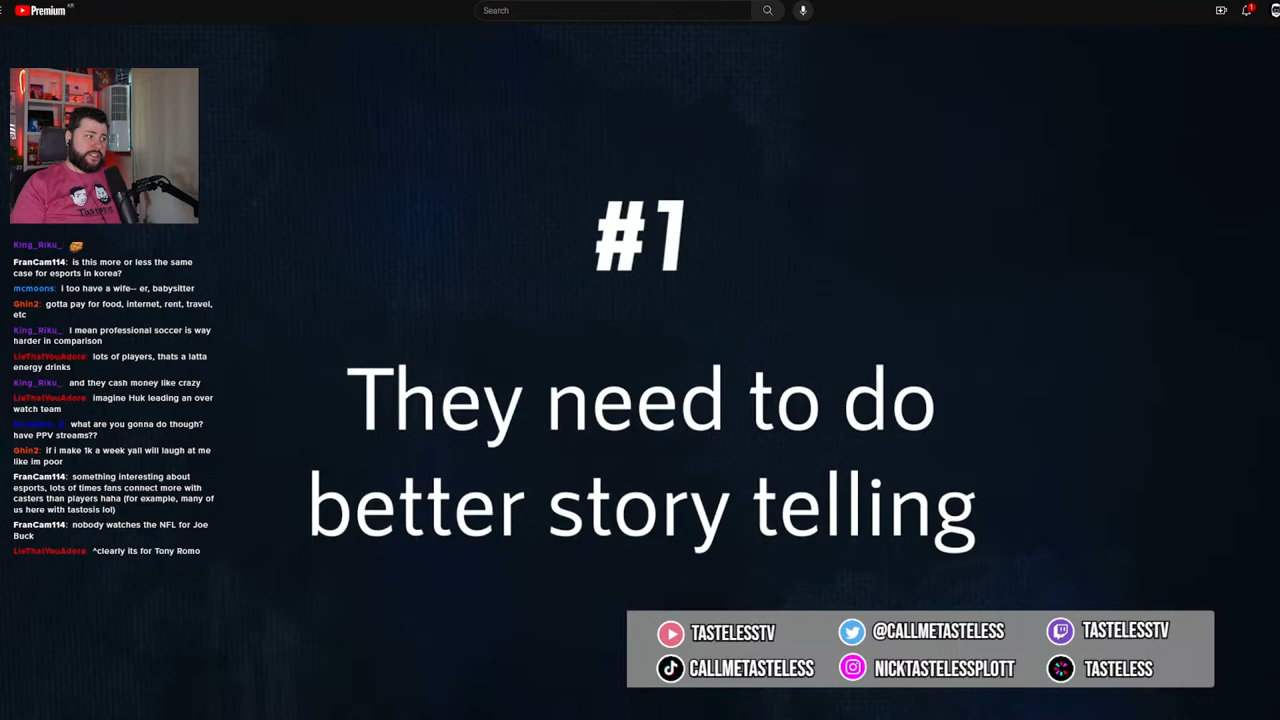 Premium KR
Search
1
King_Riku_:
FranCam114: is this more or less the same
case for esports in korea?
mcmoons: i too have a wife-- er, babysitter
Ghin2: gotta pay for food, internet, rent, travel,
etc
King_Riku_: I mean professional soccer is way
harder in comparison
LieThatYouAdore: lots of players, thats a latta
energy drinks
King_Riku_: and they cash money like crazy
LieThatYouAdore: imagine Huk leading an over
watch team
what are you gonna do though?
have PPV streams??
Ghin2: if i make 1k a week yall will laugh at me
like im poor
FranCam114: something interesting about
esports, lots of times fans connect more with
casters than players haha (for example, many of
us here with tastosis lol)
FranCam114: nobody watches the NFL for Joe
Buck
LieThatYouAdore: ^clearly its for Tony Romo
#1
They need to do
better story telling
TASTELESSTV
@CALLMETASTELESS
TASTELESSTV
CALLMETASTELESS
NICKTASTELESSPLOTT
TASTELESS